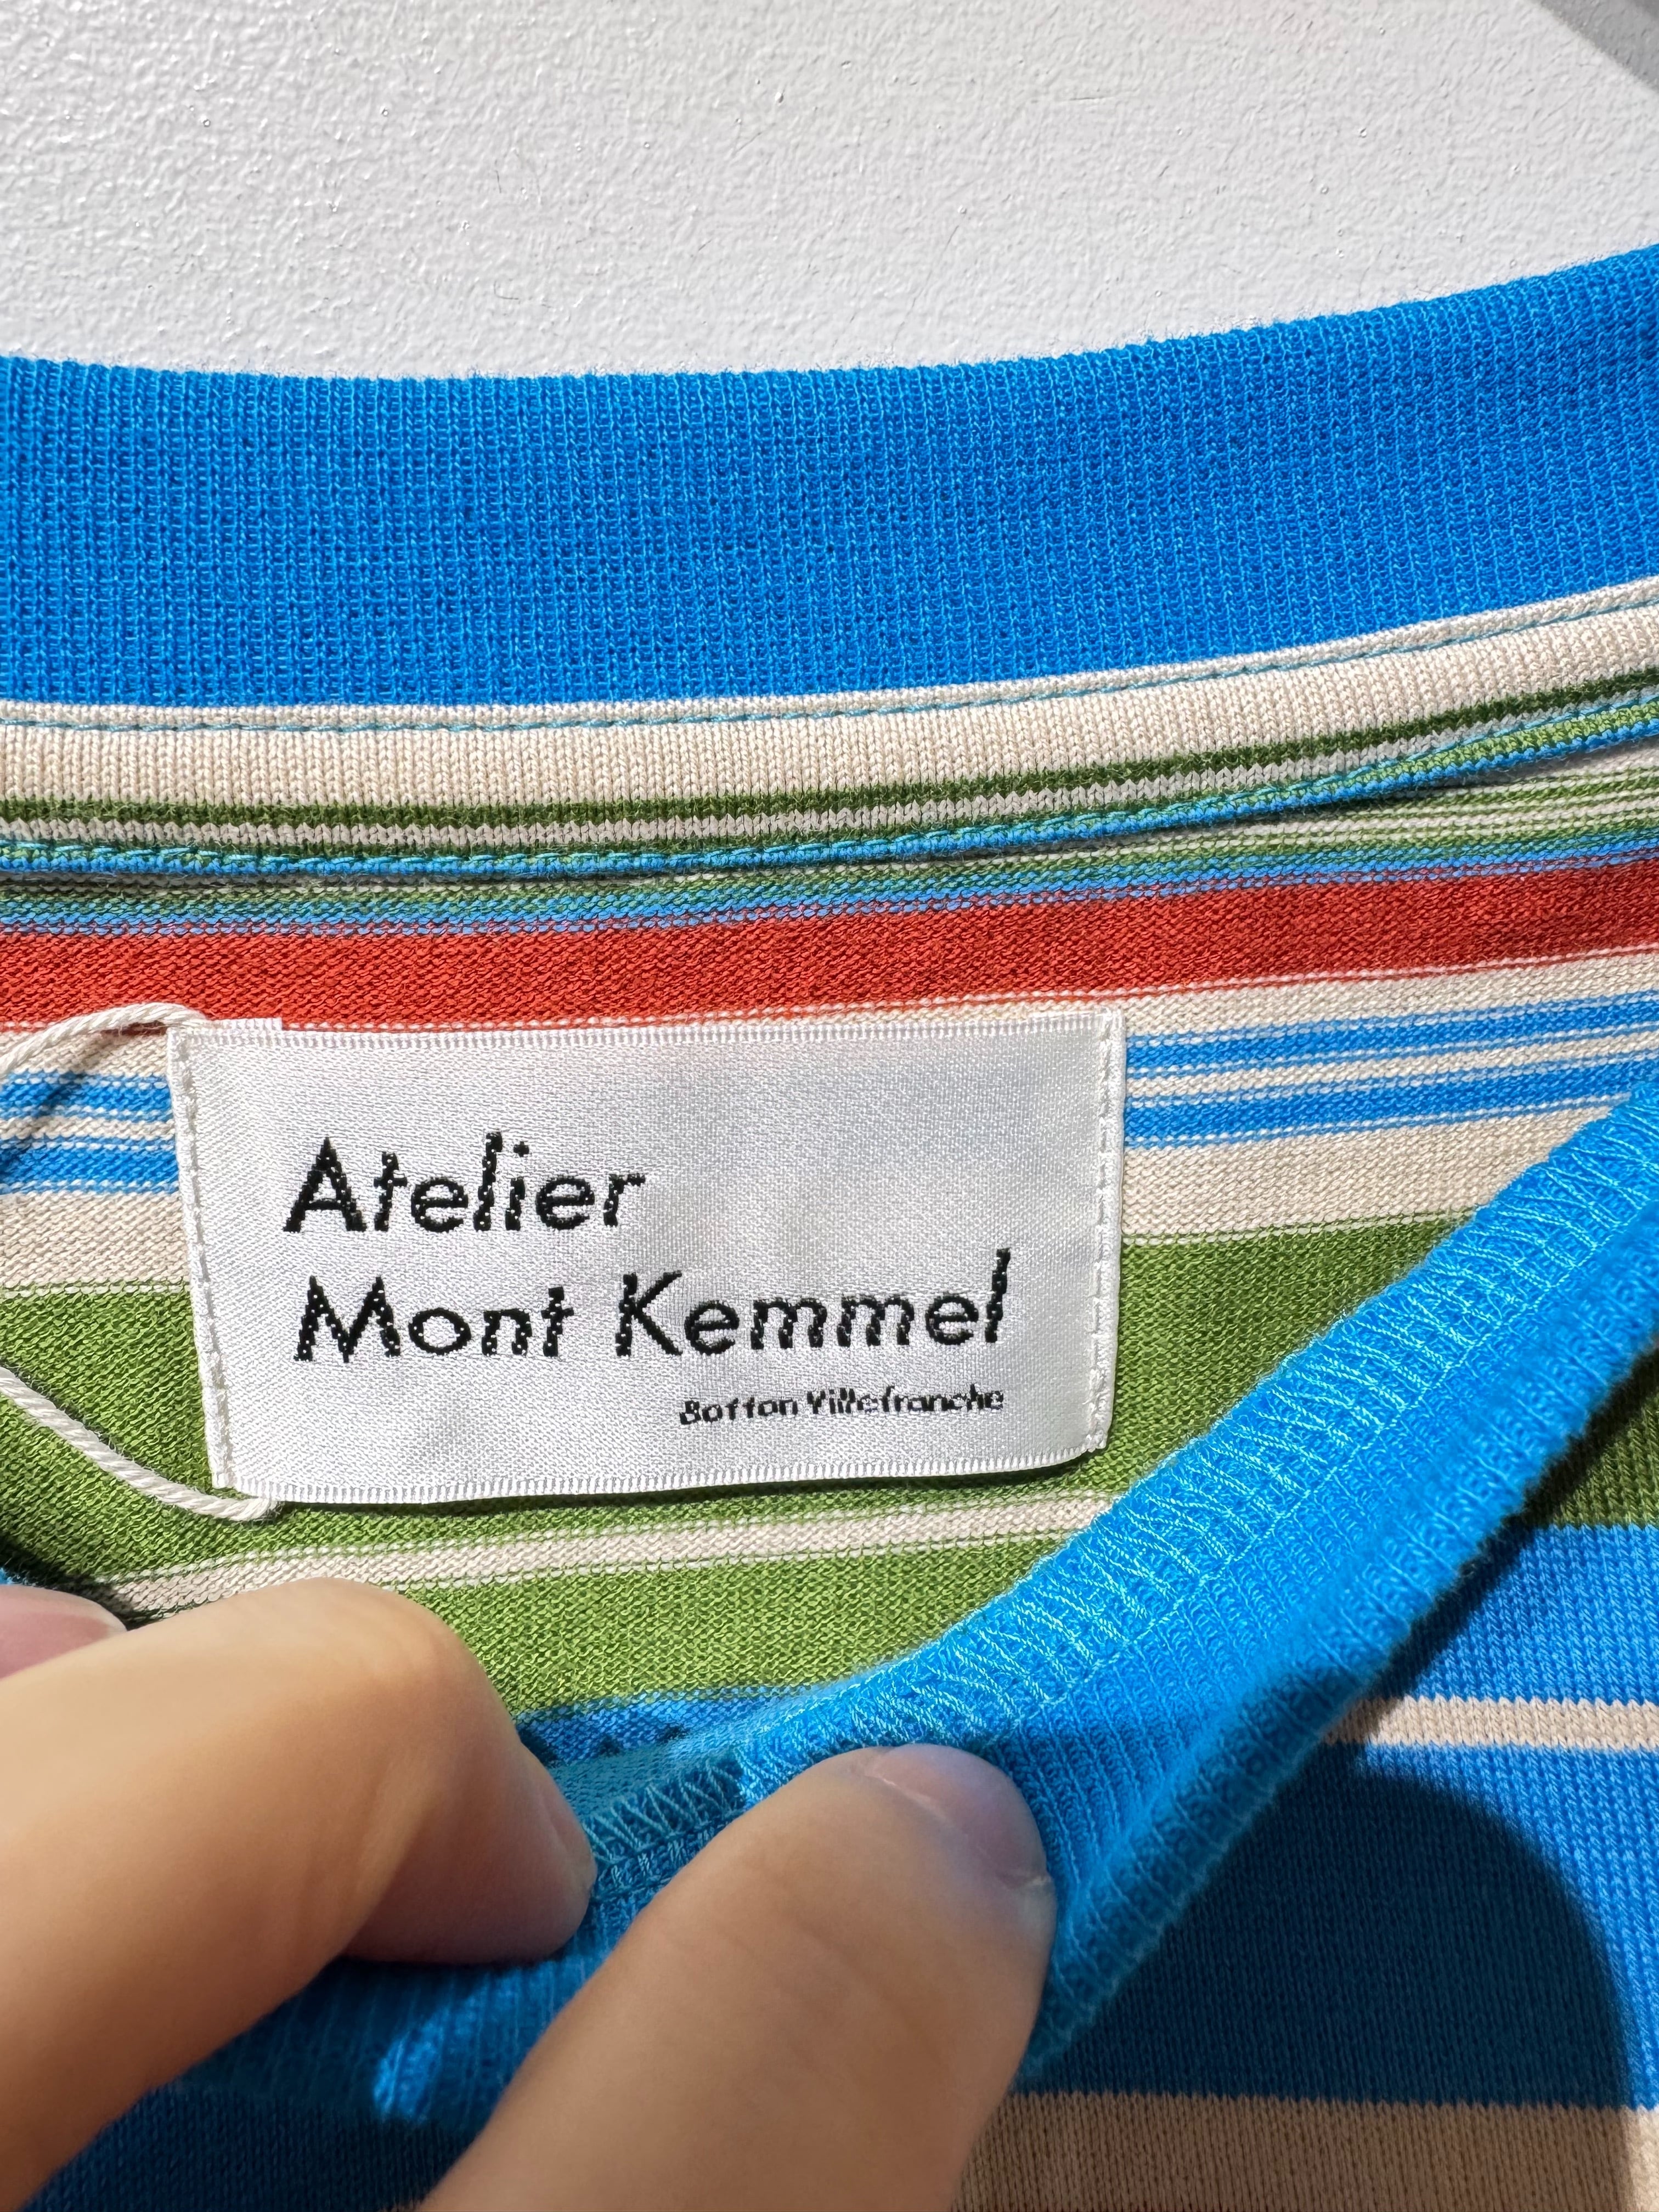 Atelier
Mont Kemmel
Botton Villefranche